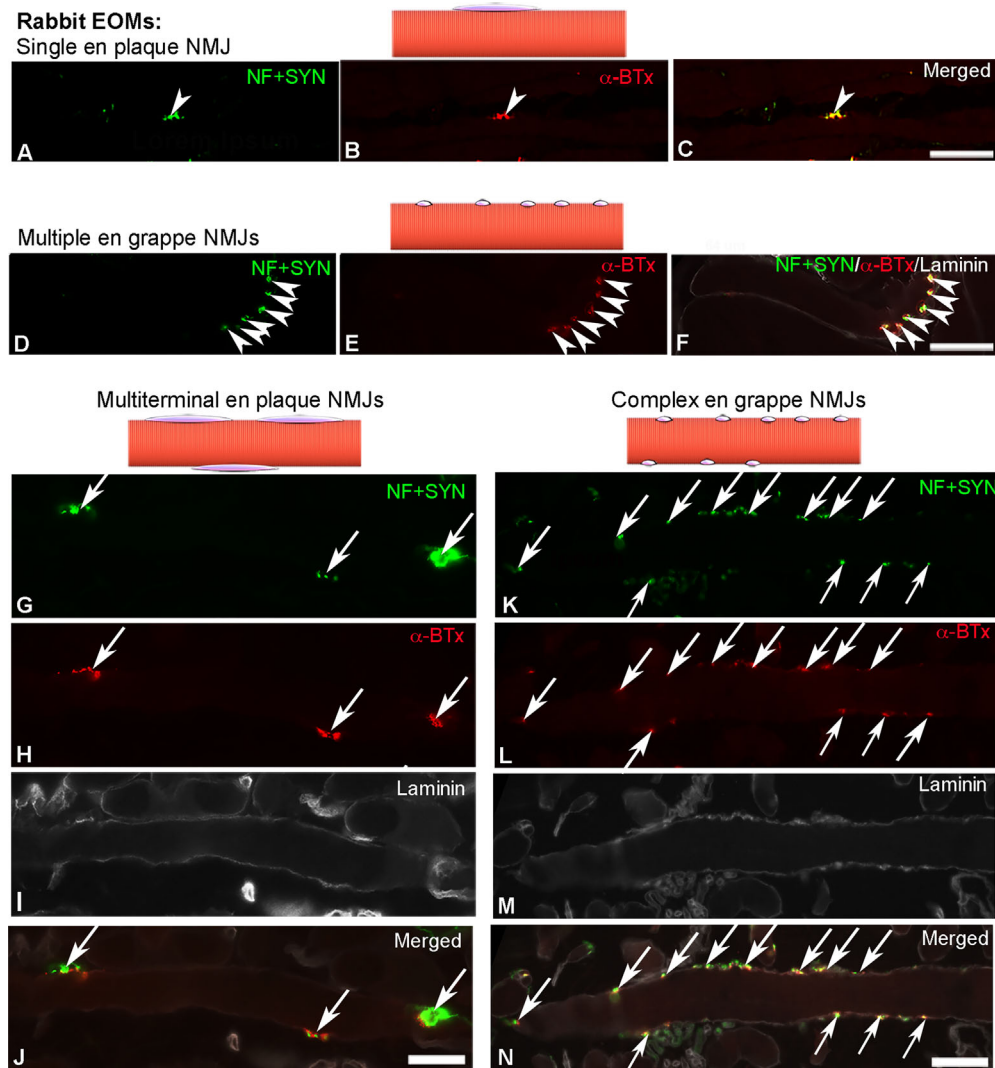 Rabbit EOMs:
Single en plaque NMJ
NF+SYN
A
α-BTx
B
Merged
C
Multiple en grappe NMJs
NF+SYN
D
α-BTx
E
NF+SYN/α-BTx/Laminin
F
Multiterminal en plaque NMJs
NF+SYN
G
α-BTx
H
Laminin
I
Merged
J
Complex en grappe NMJs
NF+SYN
K
α-BTx
L
Laminin
M
Merged
N